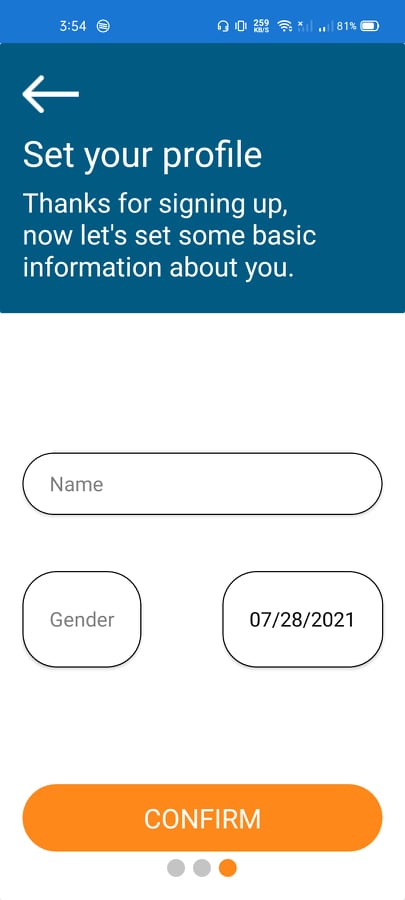 3:54
259
KB/S
81%
Set your profile
Thanks for signing up,
now let's set some basic
information about you.
Name
Gender
07/28/2021
CONFIRM